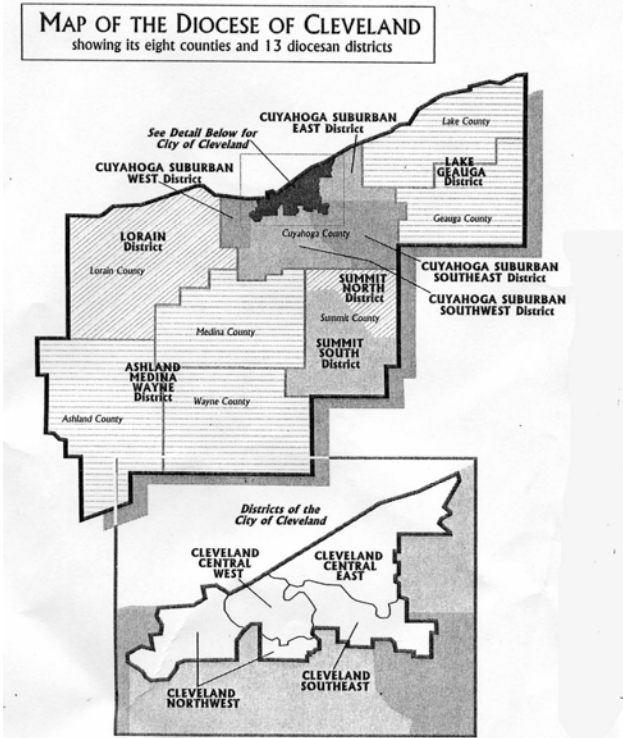 MAP OF THE DIOCESE OF CLEVELAND
showing its eight counties and 13 diocesan districts
CUYAHOGA SUBURBAN
EAST District
See Detail Below for
City of Cleveland
CUYAHOGA SUBURBAN
WEST District
Lake County
LAKE
GEAUGA
District
Geauga County
LORAIN
District
Lorain County
Cuyahoga County
CUYAHOGA SUBURBAN
SOUTHEAST District
CUYAHOGA SUBURBAN
SOUTHWEST District
SUMMIT
NORTH
District
Summit County
SUMMIT
SOUTH
District
Medina County
ASHLAND
MEDINA
WAYNE
District
Wayne County
Ashland County
Districts of the
City of Cleveland
CLEVELAND
CENTRAL
WEST
CLEVELAND
CENTRAL
EAST
CLEVELAND
SOUTHEAST
CLEVELAND
NORTHWEST